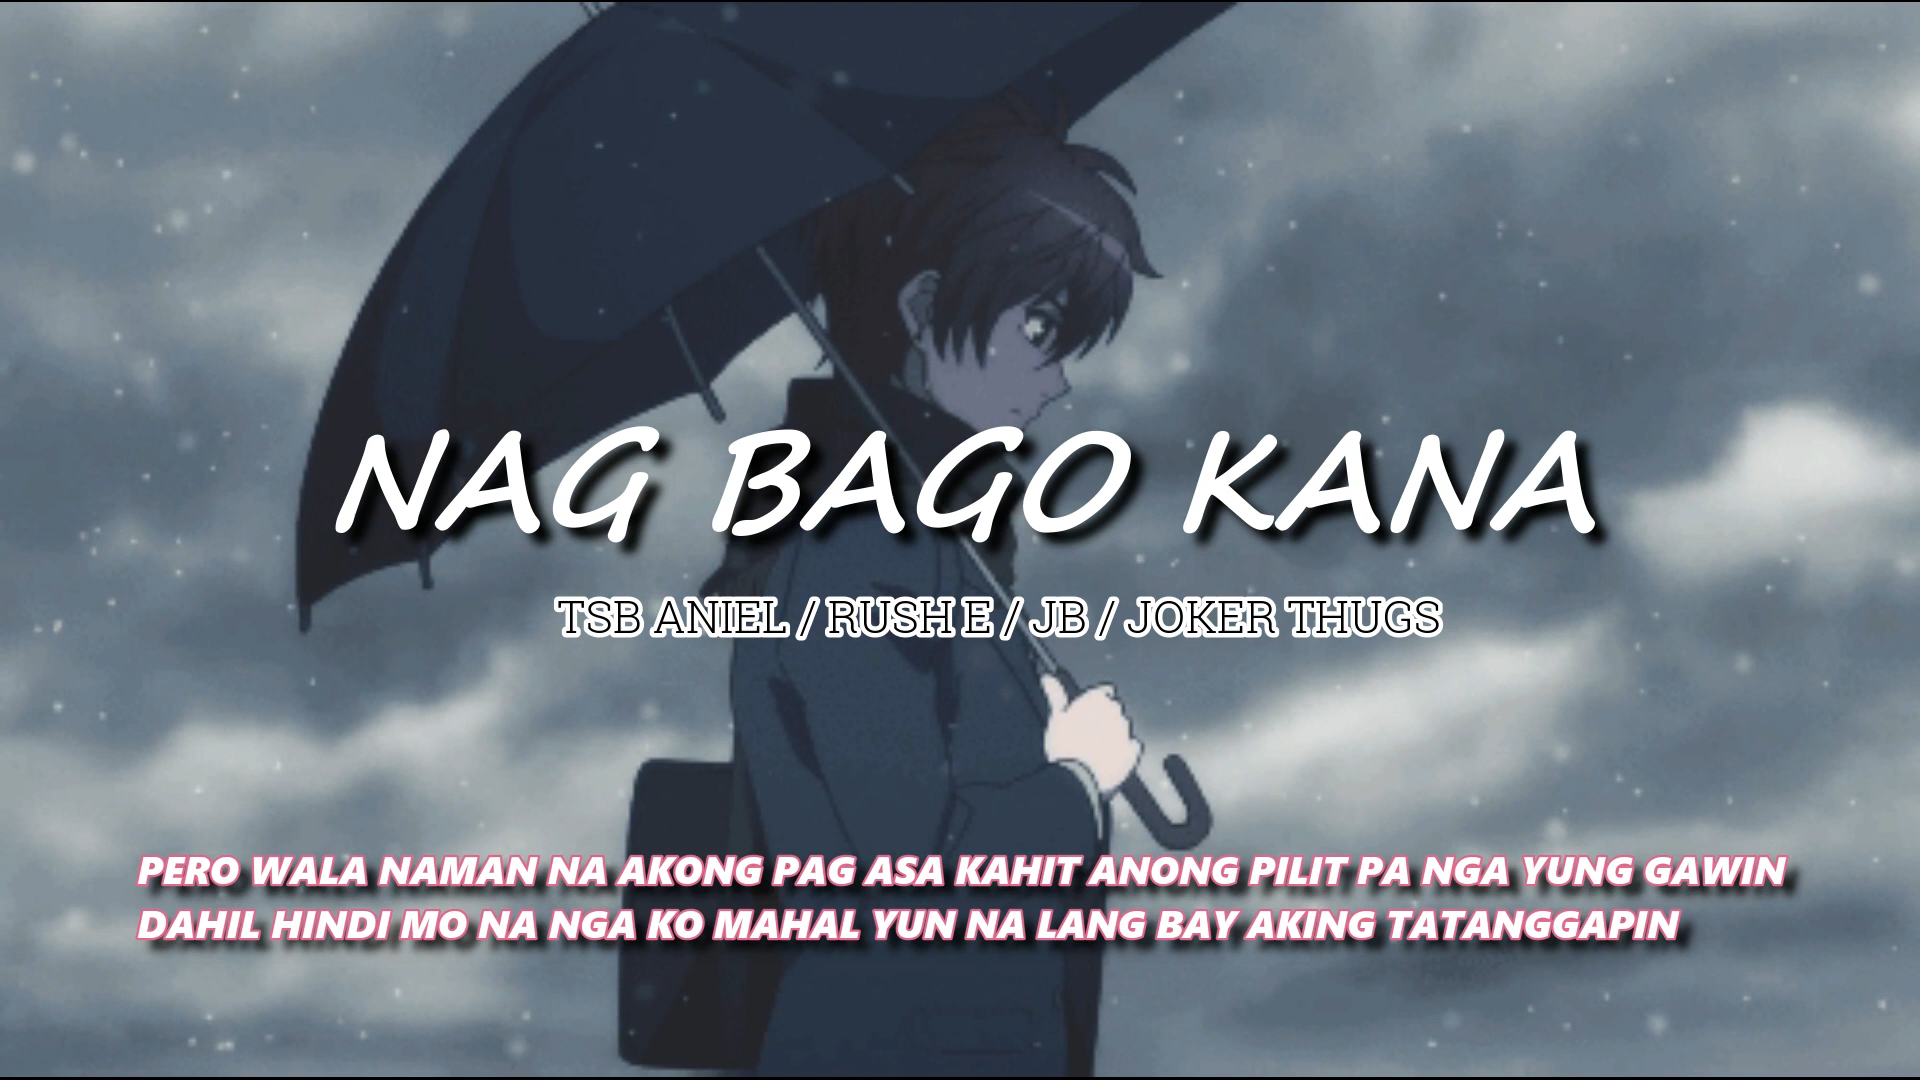 NAG BAGO KANA
TSB ANIEL / RUSH E / JB / JOKER THUGS
PERO WALA NAMAN NA AKONG PAG ASA KAHIT ANONG PILIT PA NGA YUNG GAWIN
DAHIL HINDI MO NA NGA KO MAHAL YUN NA LANG BAY AKING TATANGGAPIN